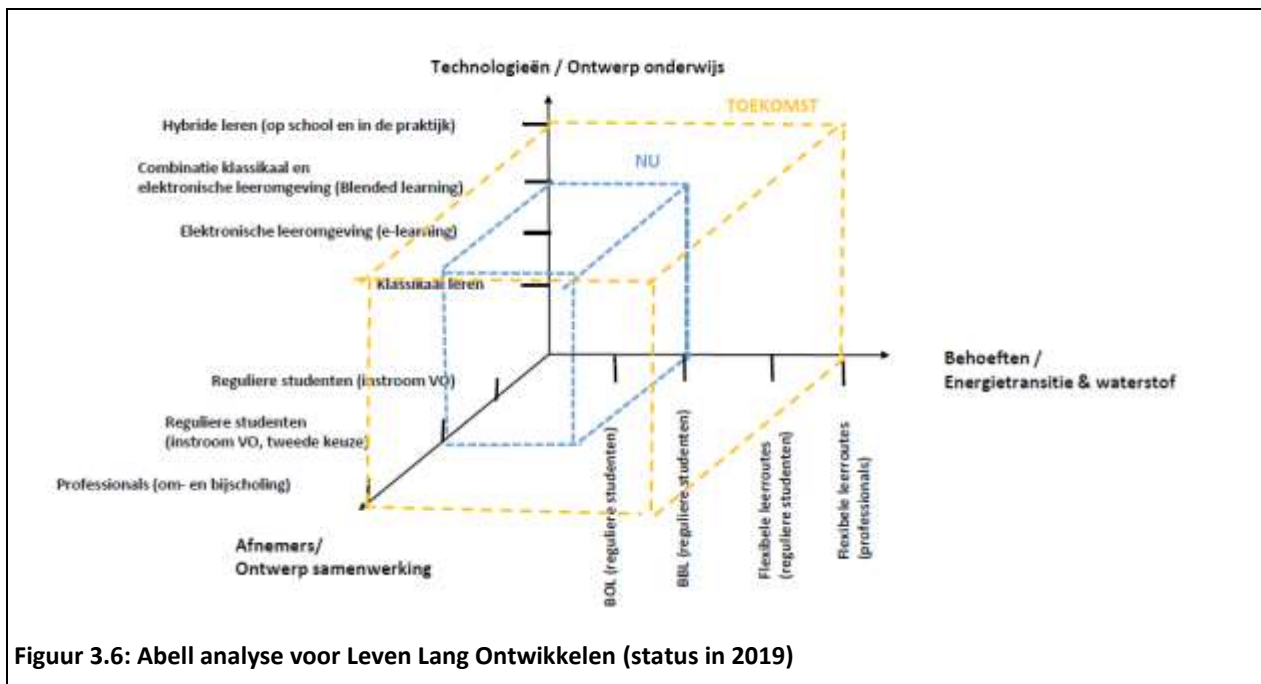 Technologieën / Ontwerp onderwijs
TOEKOMST
Hybride leren (op school en in de praktijk)
NU
Combinatie klassikaal en
elektronische leeromgeving (Blended learning)
Elektronische leeromgeving (e-learning)
Klassikaal leren
Behoeften /
Energietransitie & waterstof
Reguliere studenten (instroom VO)
Reguliere studenten
(instroom VO, tweede keuze)
Professionals (om- en bijscholing)
Afnemers/
Ontwerp samenwerking
BOL (reguliere studenten)
BBL (reguliere studenten)
Flexibele leerroutes
(reguliere studenten)
Flexibele leerroutes
(professionals)
Figuur 3.6: Abell analyse voor Leven Lang Ontwikkelen (status in 2019)